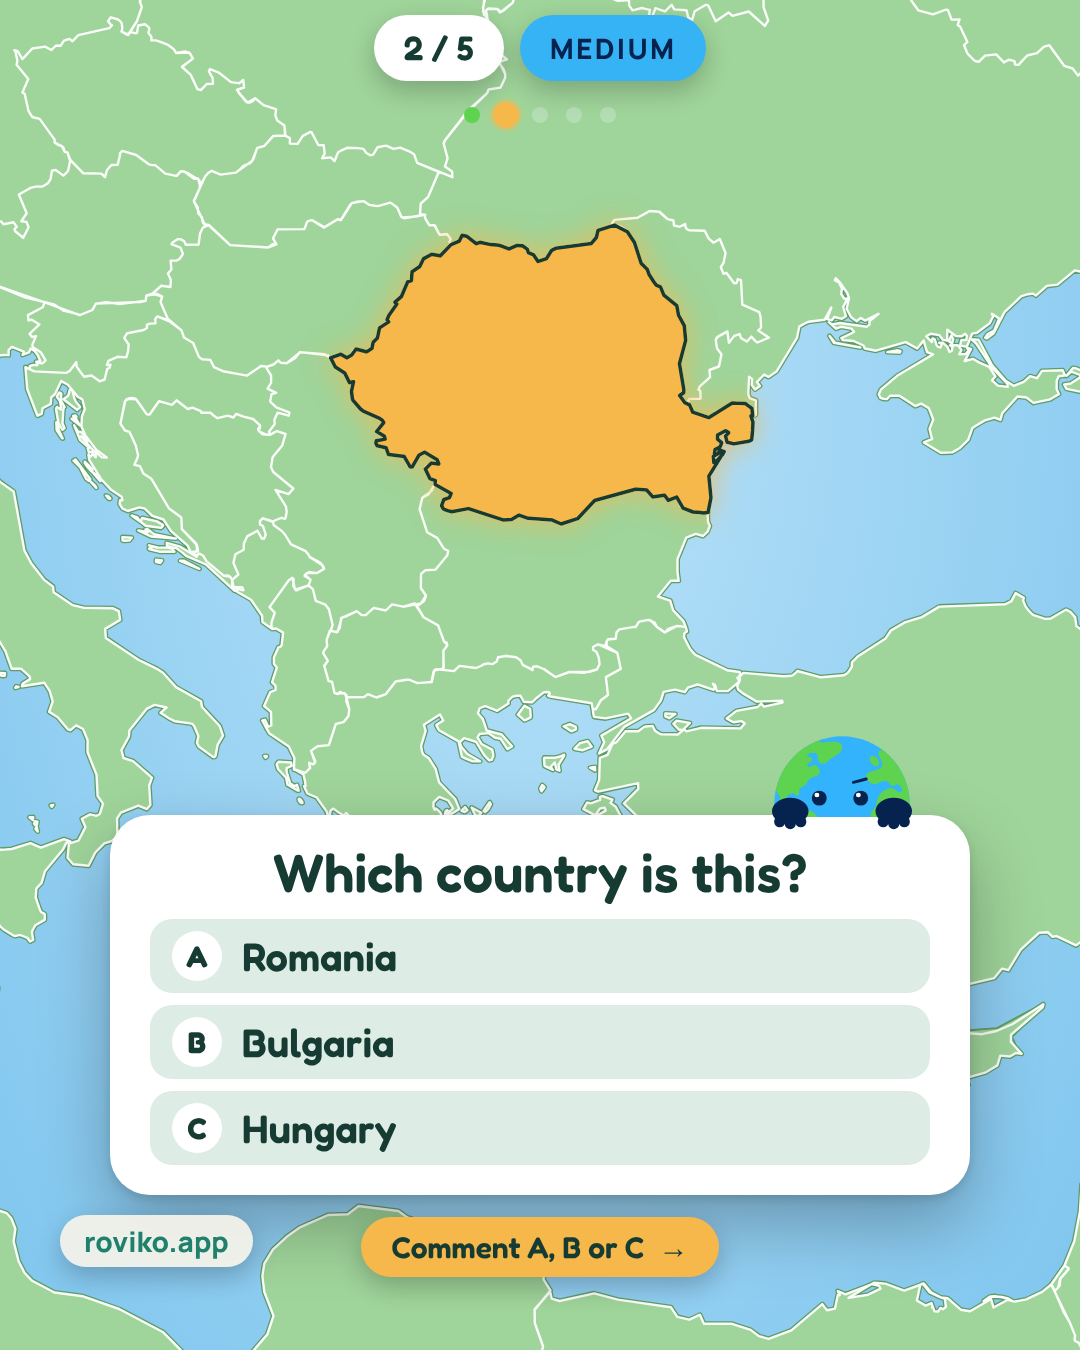 2 / 5
MEDIUM
Which country is this?
A Romania
B Bulgaria
C Hungary
roviko.app
Comment A, B or C →